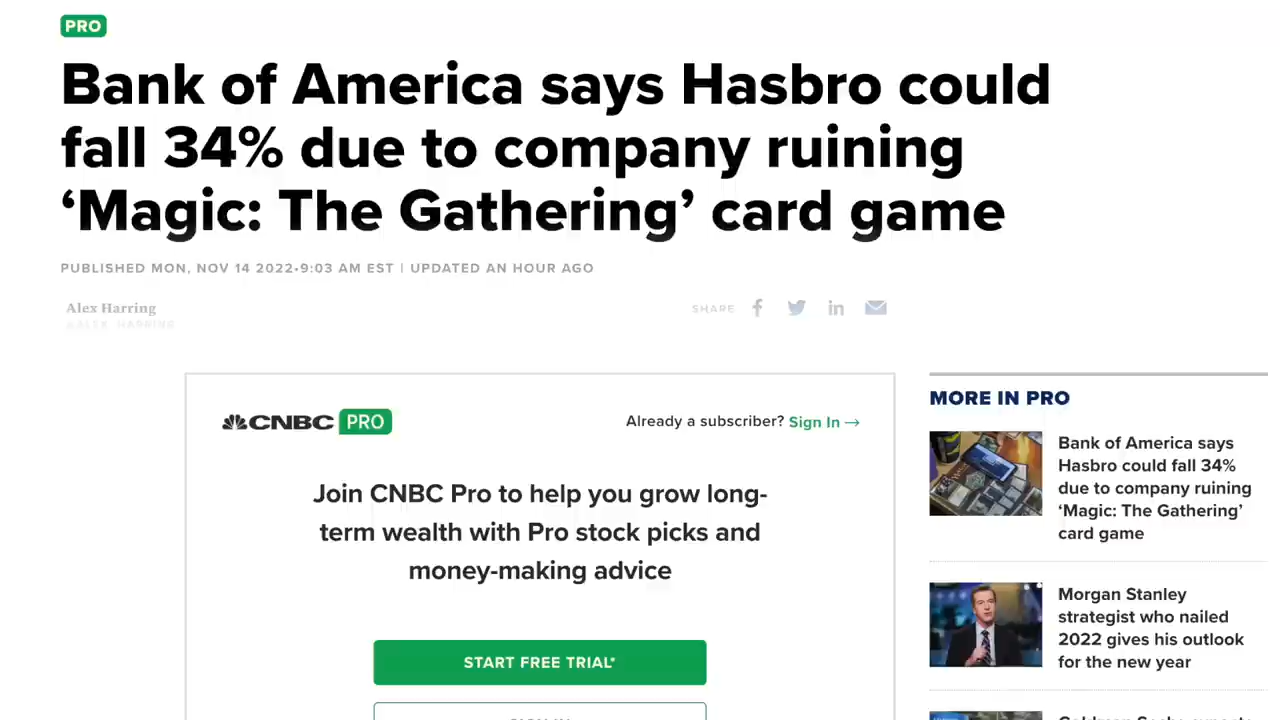 PRO
Bank of America says Hasbro could
fall 34% due to company ruining
‘Magic: The Gathering’ card game
PUBLISHED MON, NOV 14 2022•9:03 AM EST | UPDATED AN HOUR AGO
Alex Harring
@ALEX_HARRING
SHARE
CNBC PRO
Already a subscriber? Sign In →
Join CNBC Pro to help you grow long-
term wealth with Pro stock picks and
money-making advice
START FREE TRIAL*
MORE IN PRO
Bank of America says
Hasbro could fall 34%
due to company ruining
‘Magic: The Gathering’
card game
Morgan Stanley
strategist who nailed
2022 gives his outlook
for the new year